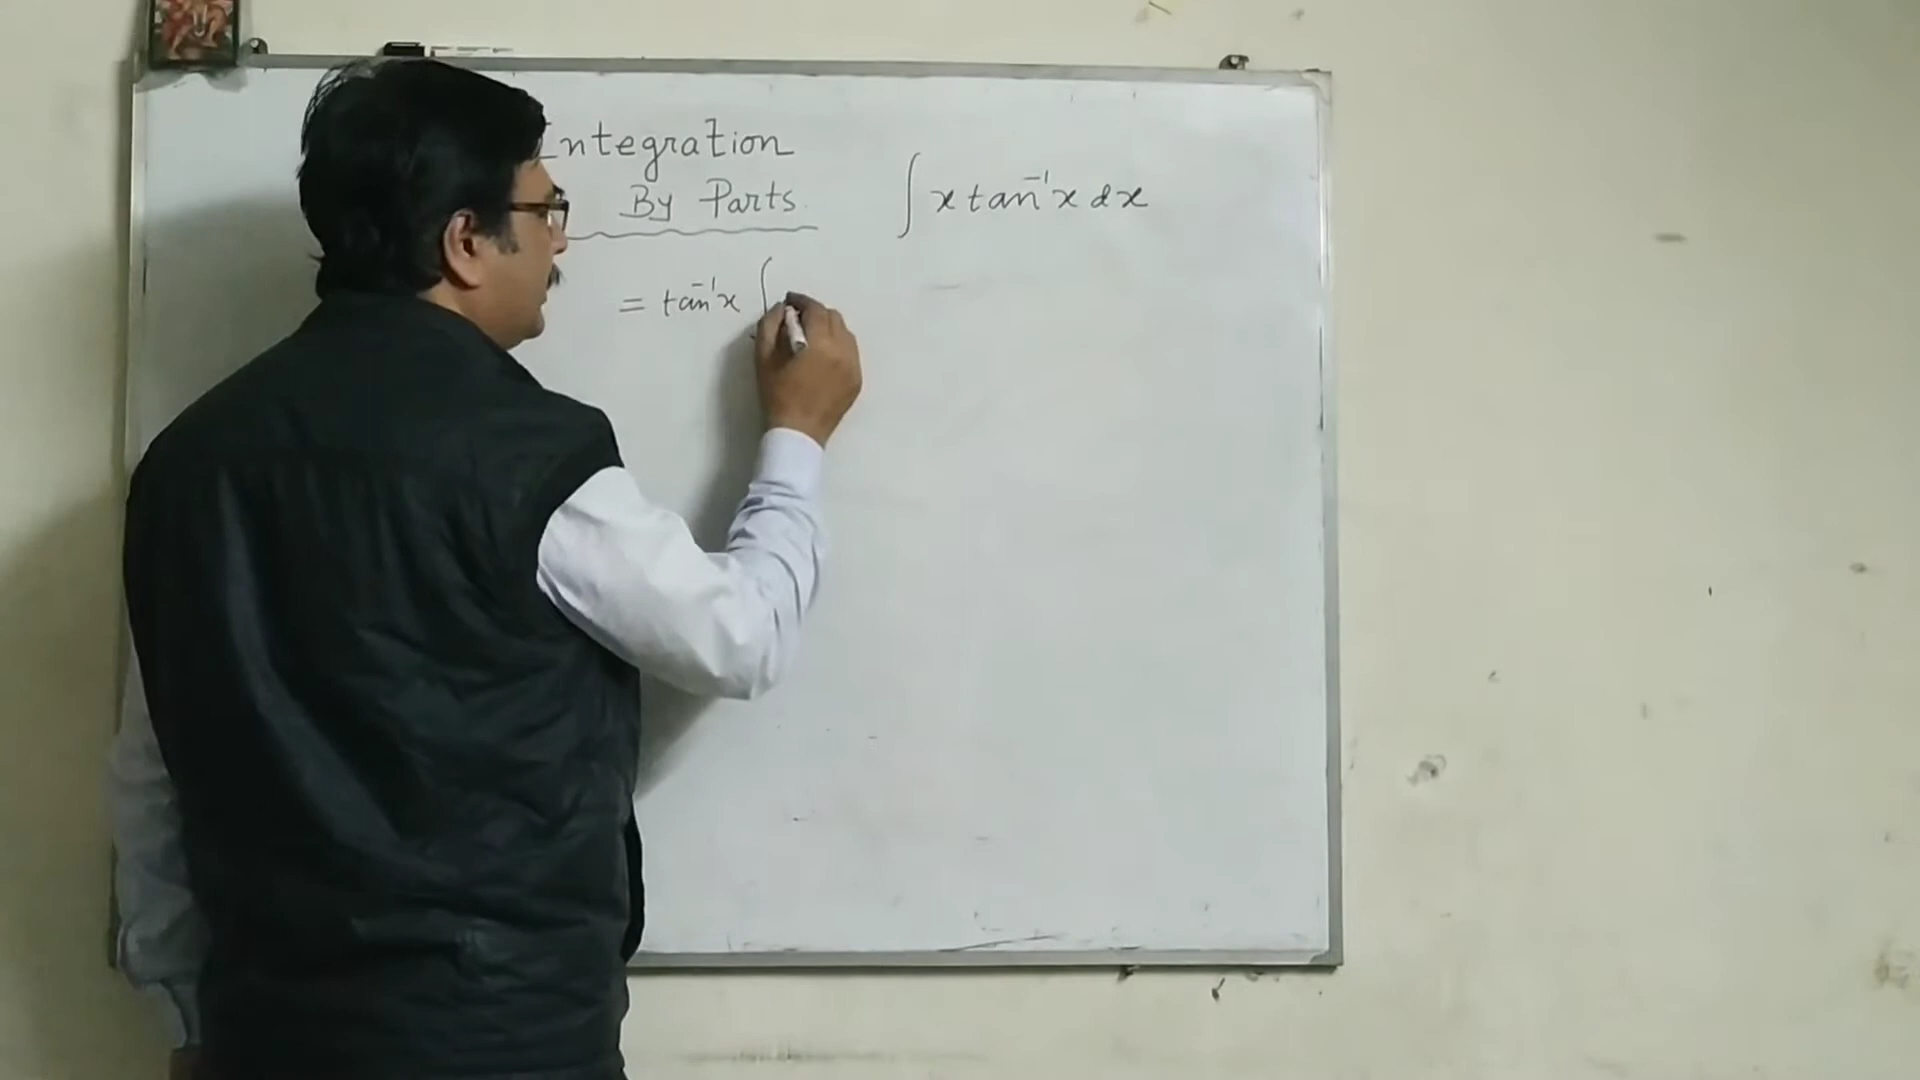 Integration
By Parts.
∫ x tan⁻¹x dx
= tan⁻¹x ∫